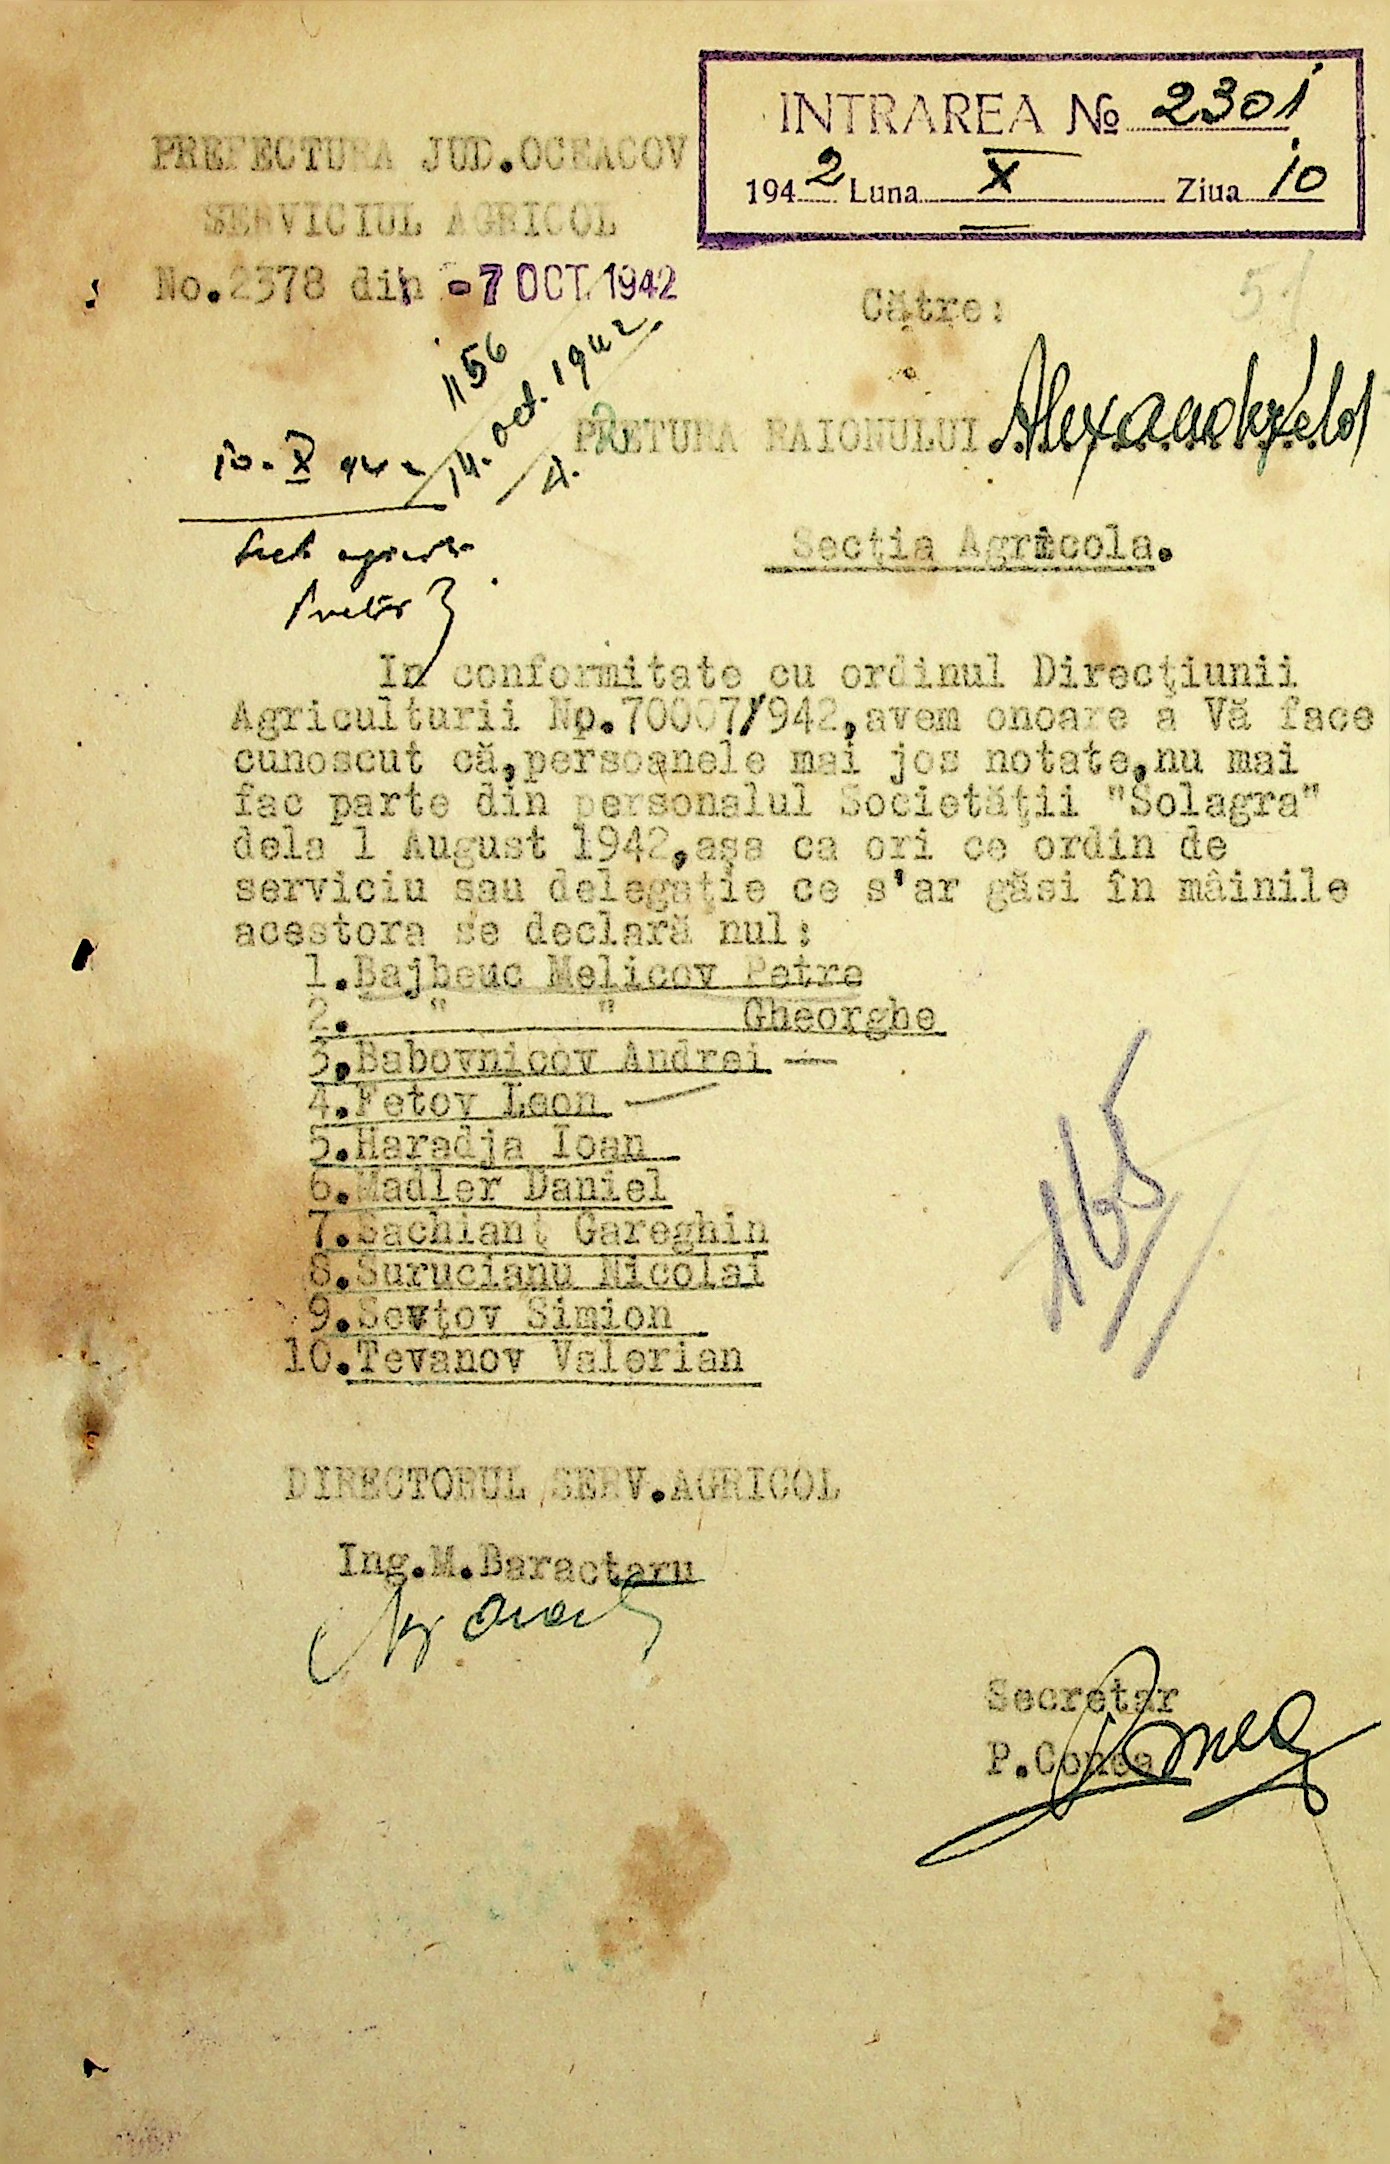 INTRAREA № 2301
1942 Luna X Ziua 10
PREFECTURA JUD.OCEACOV
SERVICIUL AGRICOL
No.2378 din -7 OCT. 1942
51
Către:
1156
14. oct. 1942
PRETURA RAIONULUI Alexandrfeld
10-X 942
Secția Agricola.
Pretor
In conformitate cu ordinul Direcţiunii
Agriculturii Np.70007/942,avem onoare a Vă face
cunoscut că,persoanele mai jos notate,nu mai
fac parte din personalul Societăţii "Solagra"
dela 1 August 1942,aşa ca ori ce ordin de
serviciu sau delegaţie ce s'ar găsi în mâinile
acestora se declară nul:
1.Bajbeuc Melicov Petre
2. " " Gheorghe
3,Babovnicov Andrei
4.Fetov Leon
5.Haradja Ioan
6.Madler Daniel
7.Sachianţ Gareghin
8.Surucianu Nicolai
9.Sevţov Simion
10.Tevanov Valerian
165
DIRECTORUL SERV.AGRICOL
Ing.M.Baractaru
Secretar
P.Conea